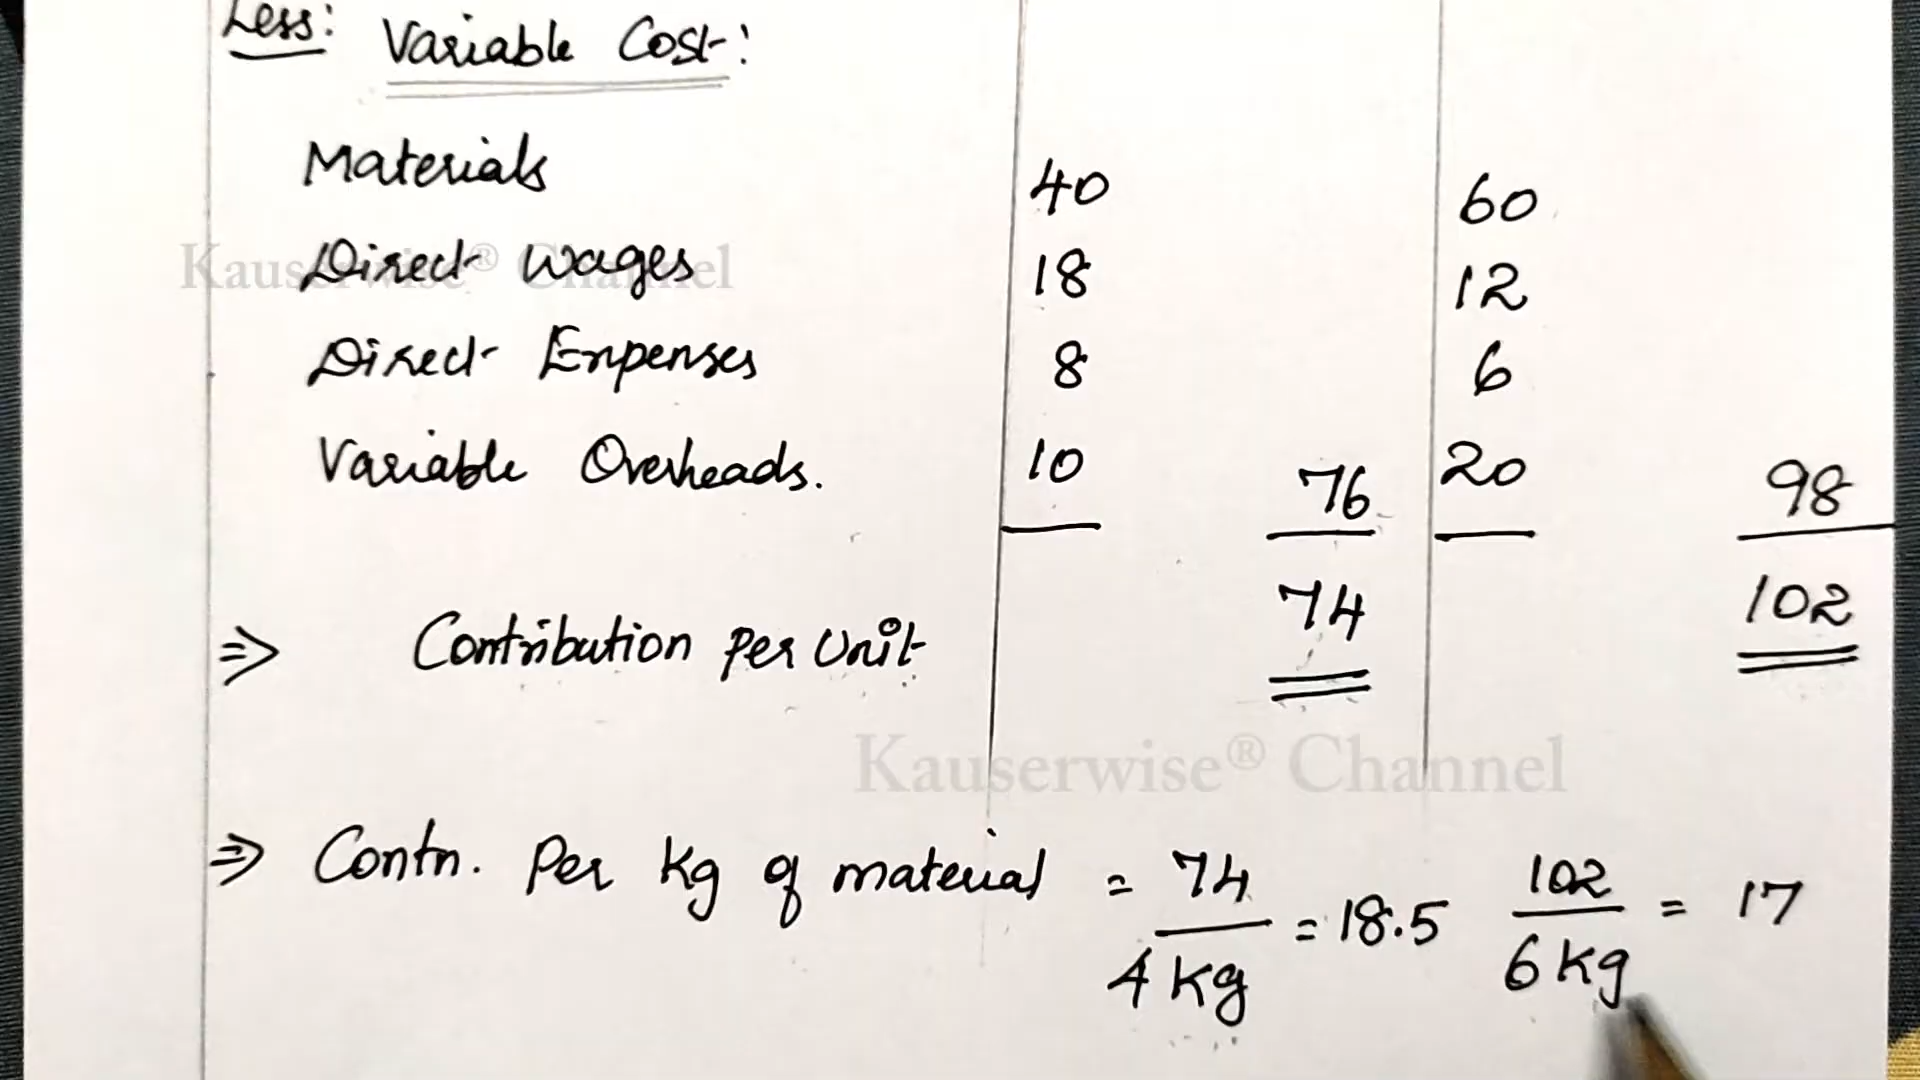 Less: Variable Cost:
Materials 40 60
Kauserwise® Channel
Direct Wages 18 12
Direct Expenses 8 6
Variable Overheads. 10 76 20 98
⇒ Contribution Per Unit 74 102
Kauserwise® Channel
⇒ Contn. Per Kg of material = 74/4 Kg = 18.5 102/6 Kg = 17